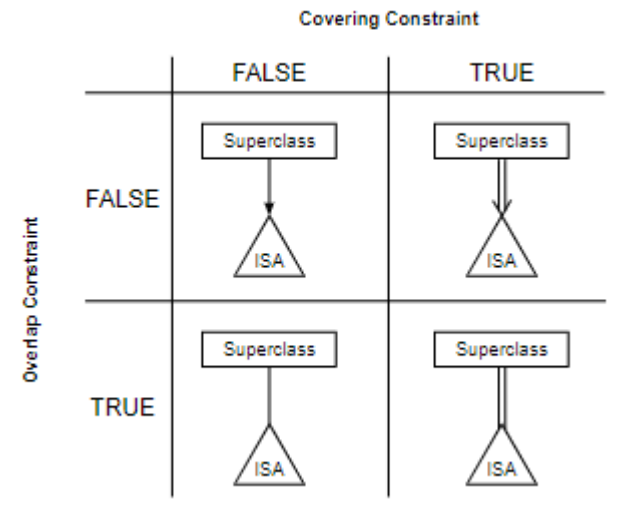 Covering Constraint
FALSE TRUE
Superclass Superclass
FALSE
ISA ISA
Overlap Constraint
Superclass Superclass
TRUE
ISA ISA